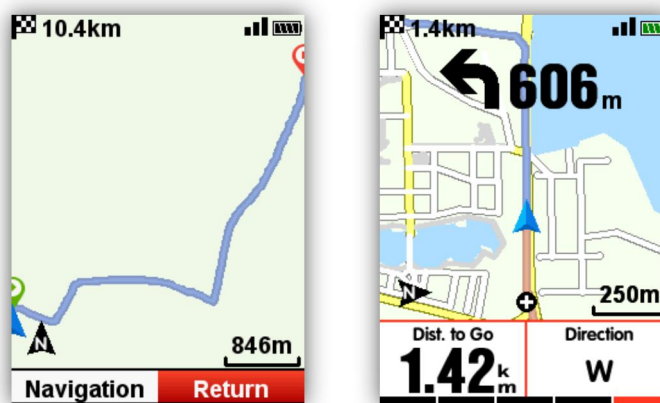 10.4km
N
846m
Navigation Return
1.4km
606m
N
250m
Dist. to Go Direction
1.42km W